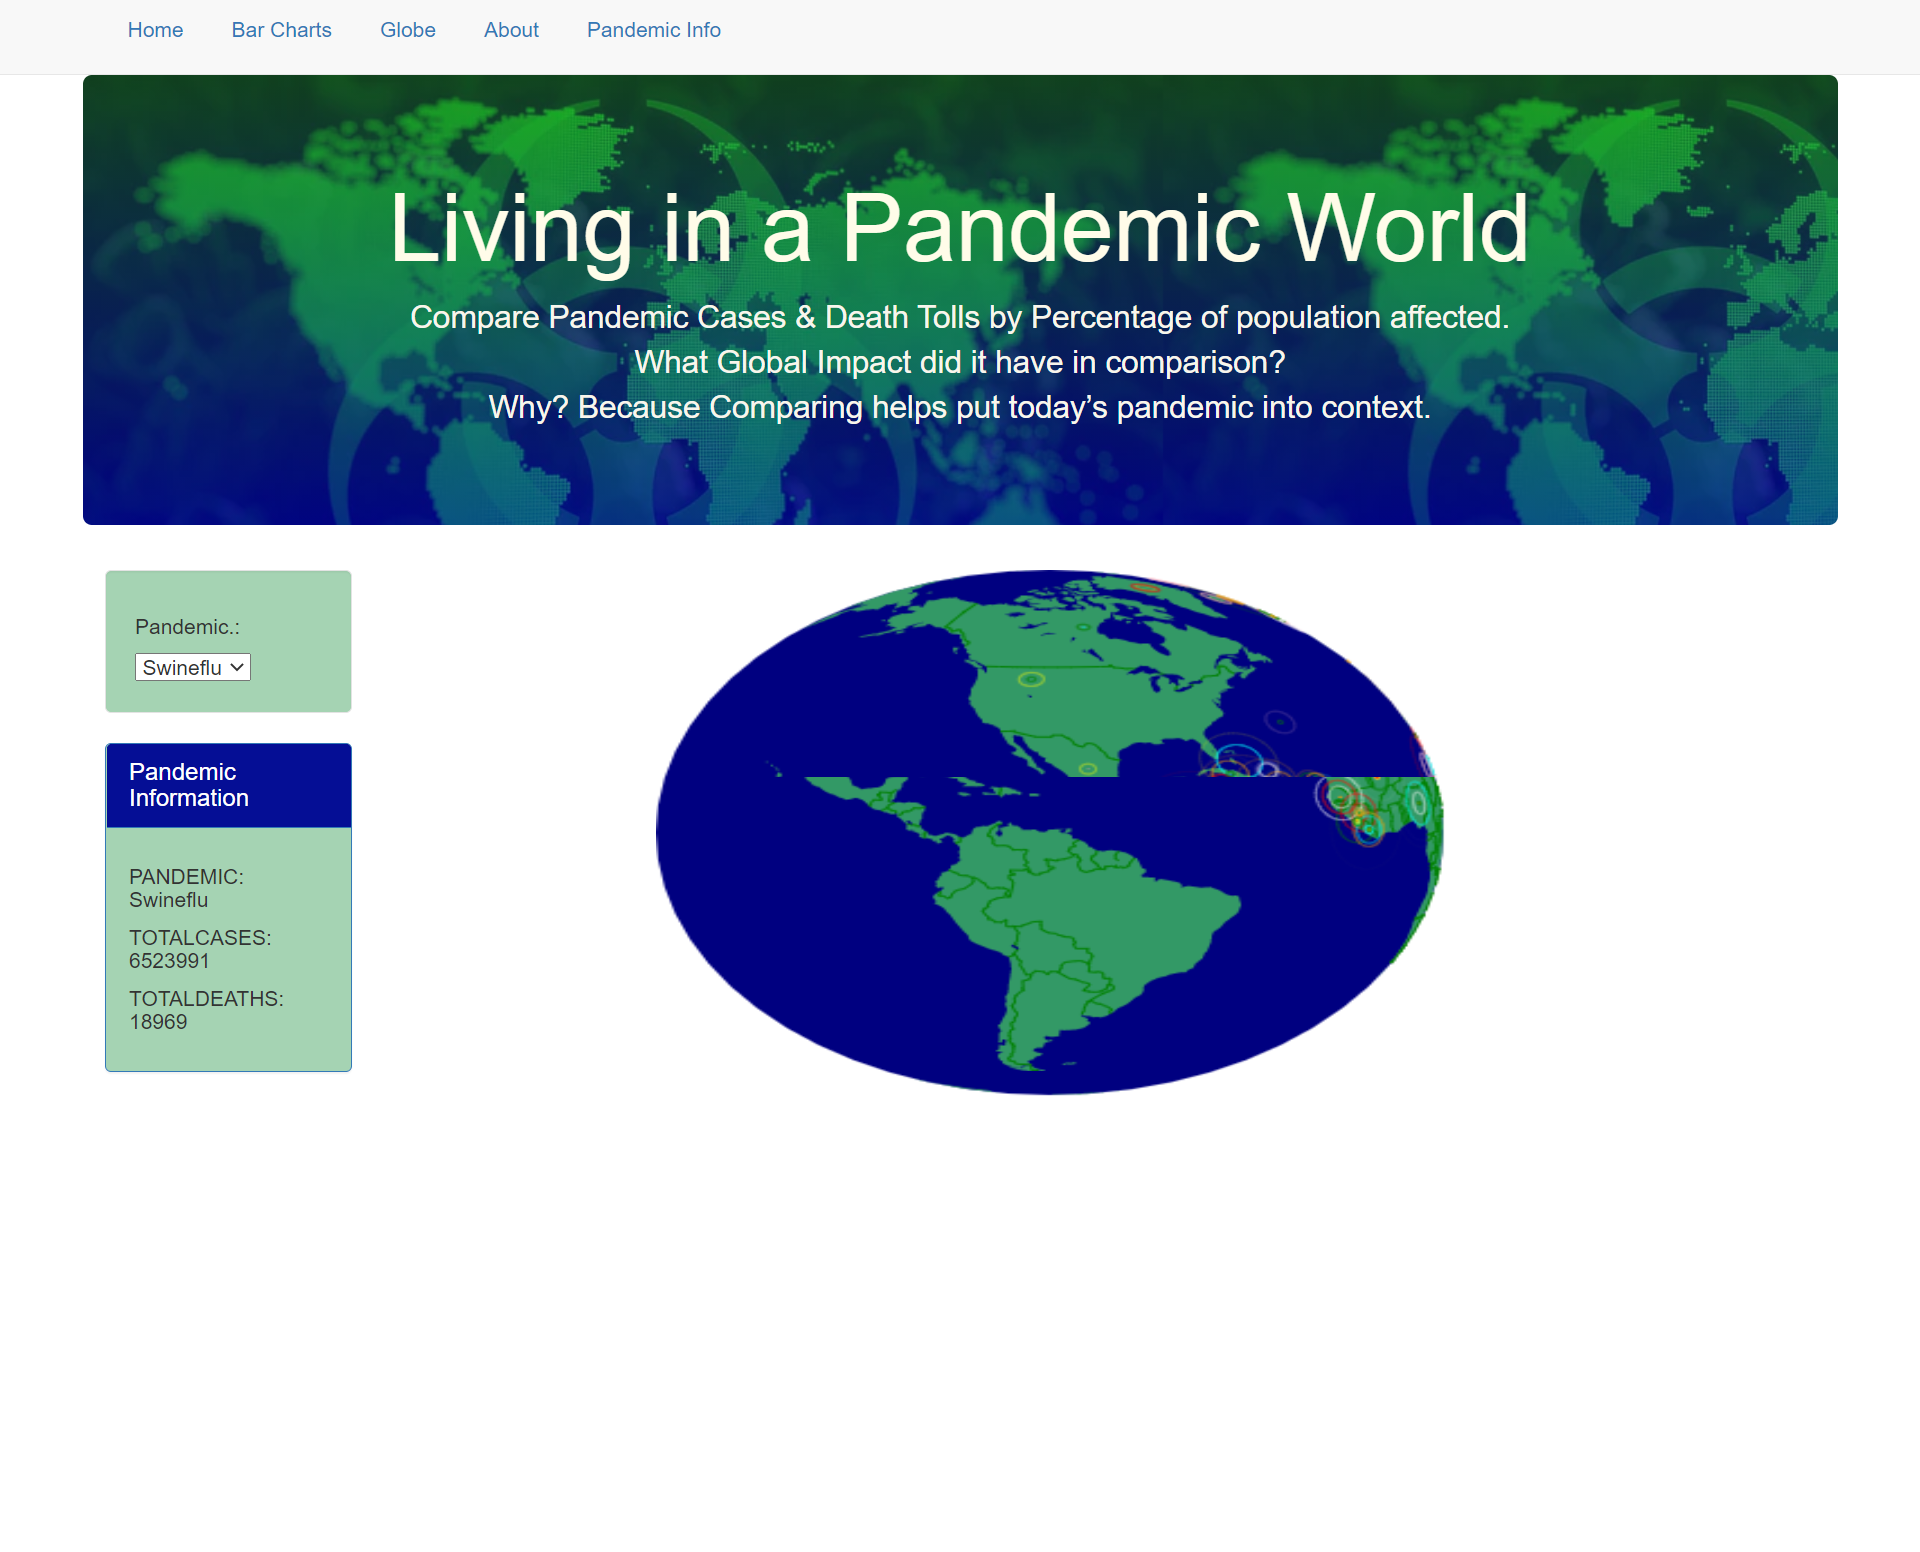 Home Bar Charts Globe About Pandemic Info
Living in a Pandemic World
Compare Pandemic Cases & Death Tolls by Percentage of population affected.
What Global Impact did it have in comparison?
Why? Because Comparing helps put today’s pandemic into context.
Pandemic.:
Swineflu
Pandemic
Information
PANDEMIC:
Swineflu
TOTALCASES:
6523991
TOTALDEATHS:
18969